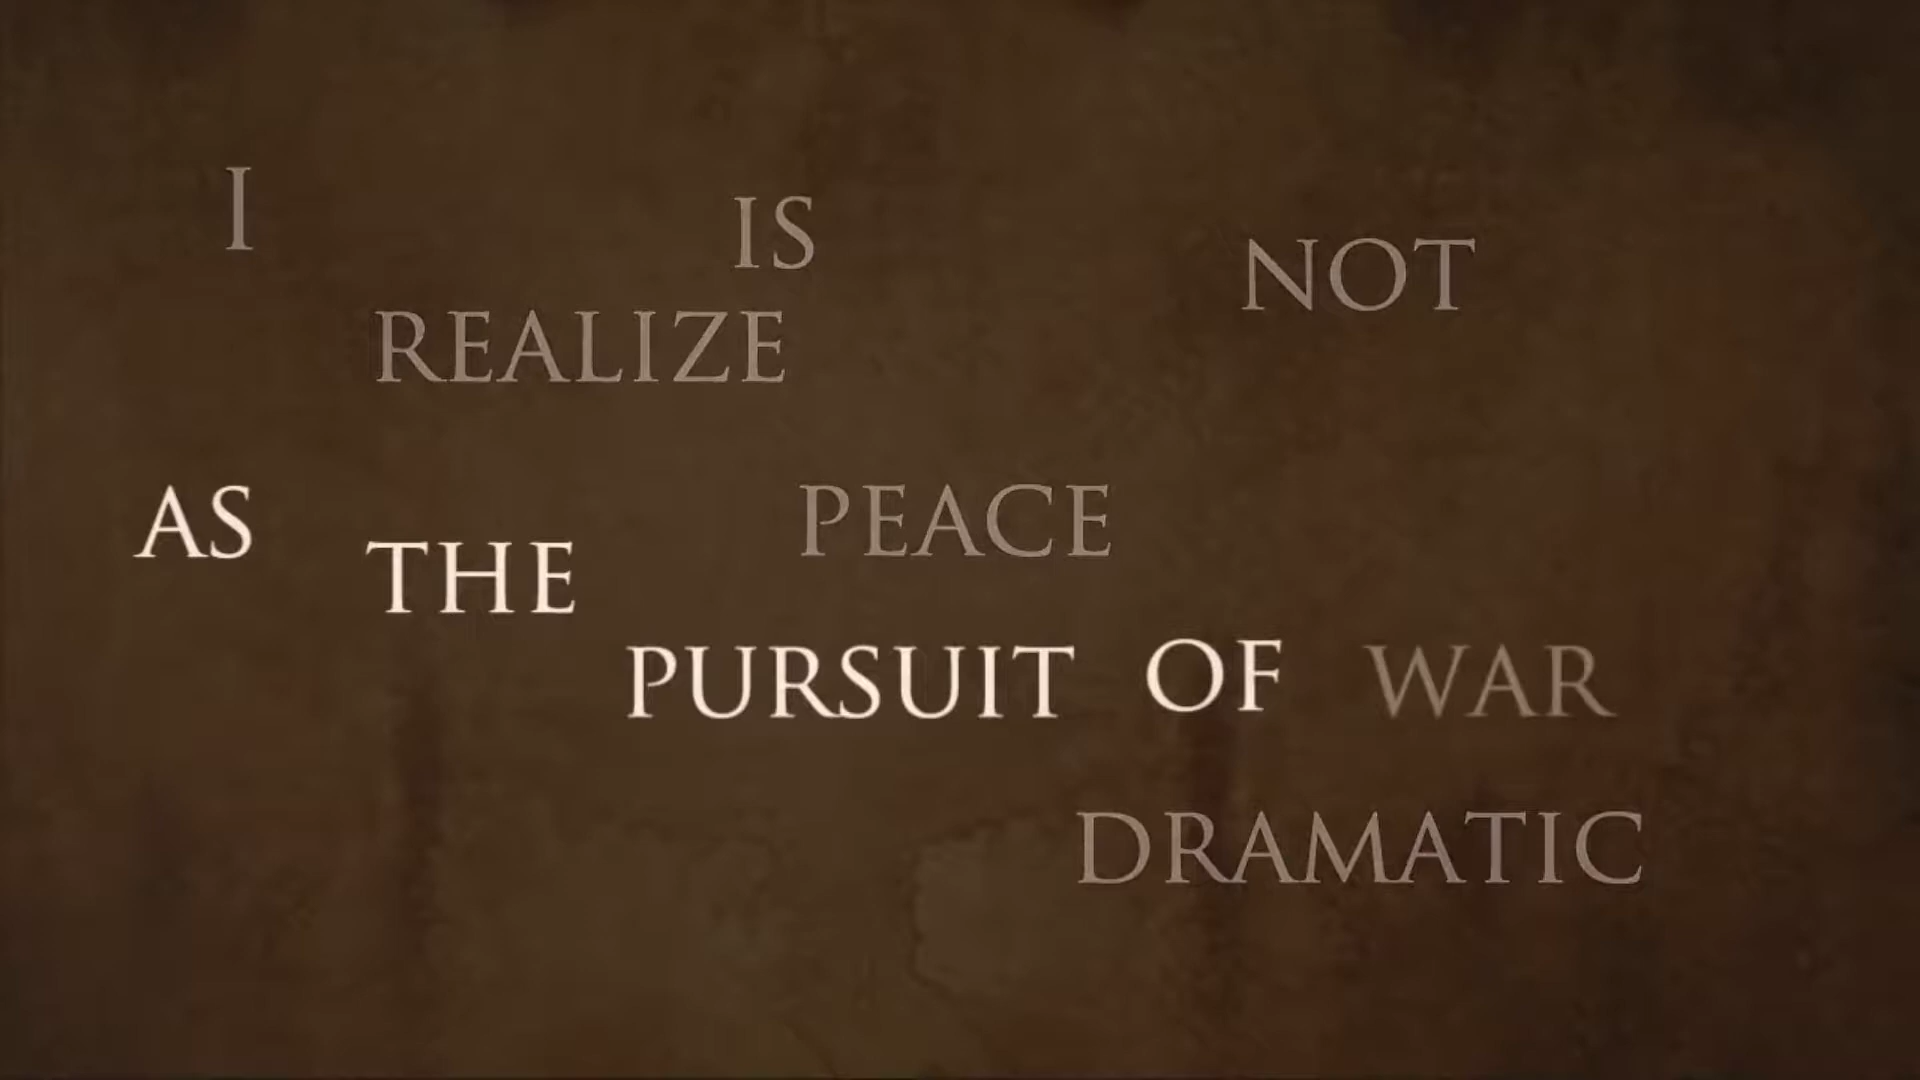 I IS NOT
REALIZE
AS THE PEACE
PURSUIT OF WAR
DRAMATIC